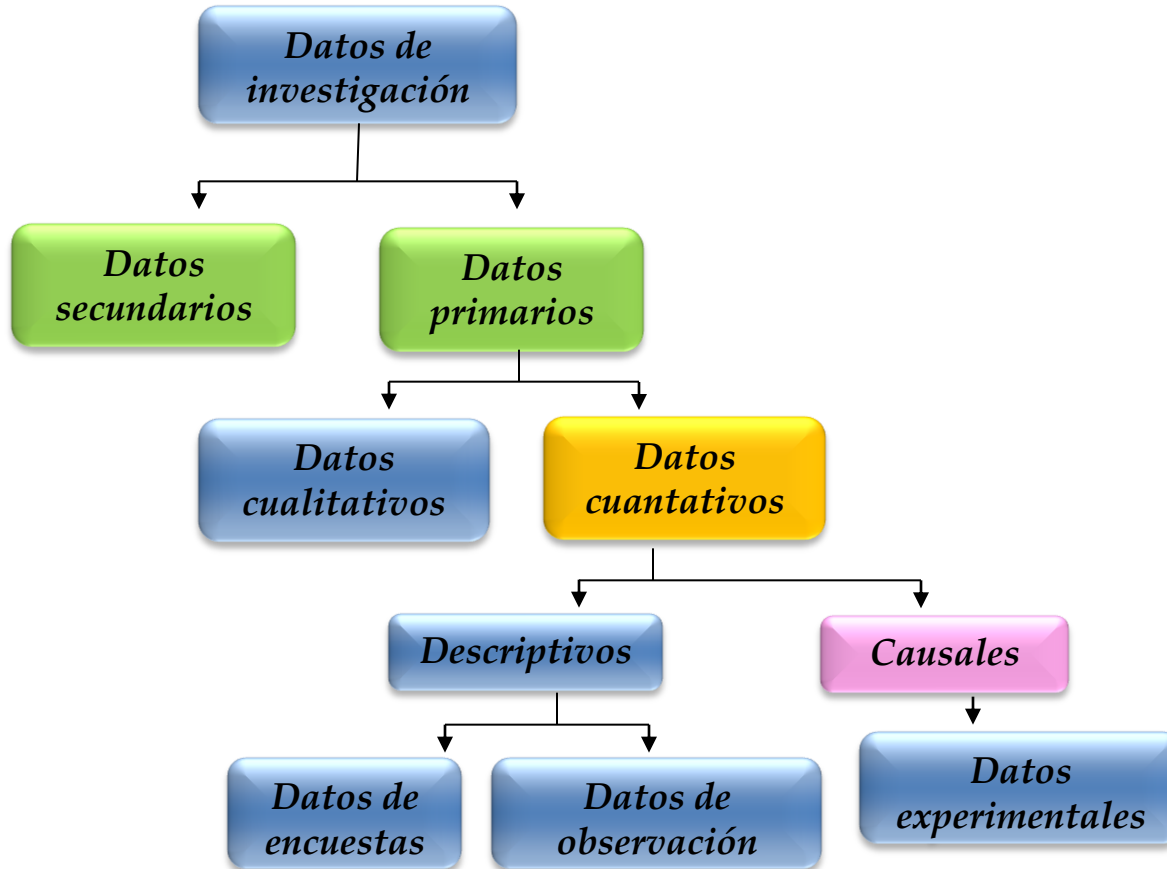 Datos de
investigación
Datos
secundarios
Datos
primarios
Datos
cualitativos
Datos
cuantativos
Descriptivos
Causales
Datos de
encuestas
Datos de
observación
Datos
experimentales